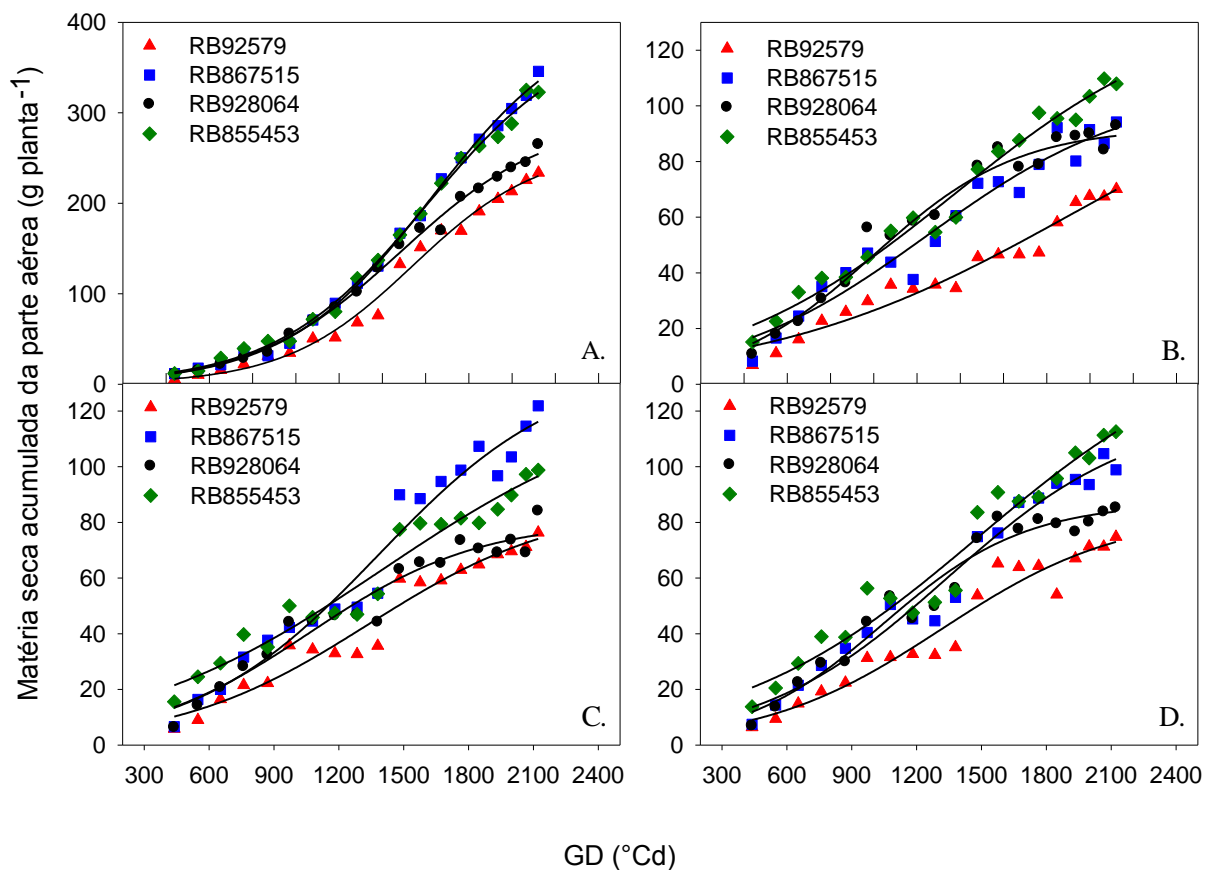 Matéria seca acumulada da parte aérea (g planta⁻¹)
400
300
200
100
0
RB92579
RB867515
RB928064
RB855453
A.
120
100
80
60
40
20
0
RB92579
RB867515
RB928064
RB855453
B.
120
100
80
60
40
20
0
RB92579
RB867515
RB928064
RB855453
C.
300 600 900 1200 1500 1800 2100 2400
120
100
80
60
40
20
0
RB92579
RB867515
RB928064
RB855453
D.
300 600 900 1200 1500 1800 2100 2400
GD (°Cd)